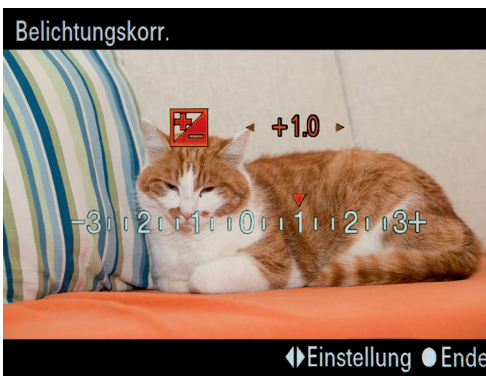 Belichtungskorr.
+1.0
-3 2 1 0 1 2 3+
Einstellung Ende